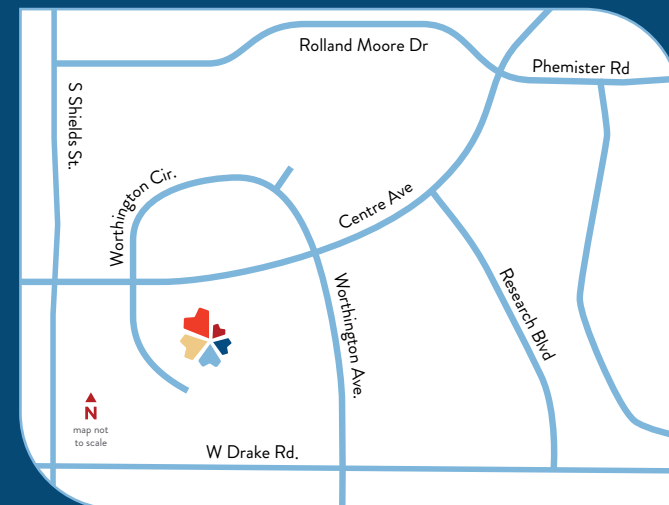 Rolland Moore Dr
Phemister Rd
S Shields St.
Worthington Cir.
Centre Ave
Worthington Ave.
Research Blvd
N
map not
to scale
W Drake Rd.